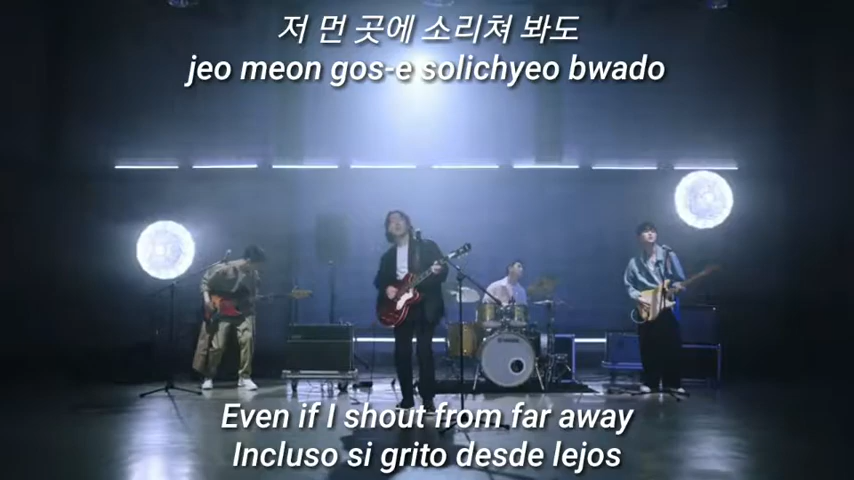 저 먼 곳에 소리쳐 봐도
jeo meon gos-e solichyeo bwado
Even if I shout from far away
Incluso si grito desde lejos